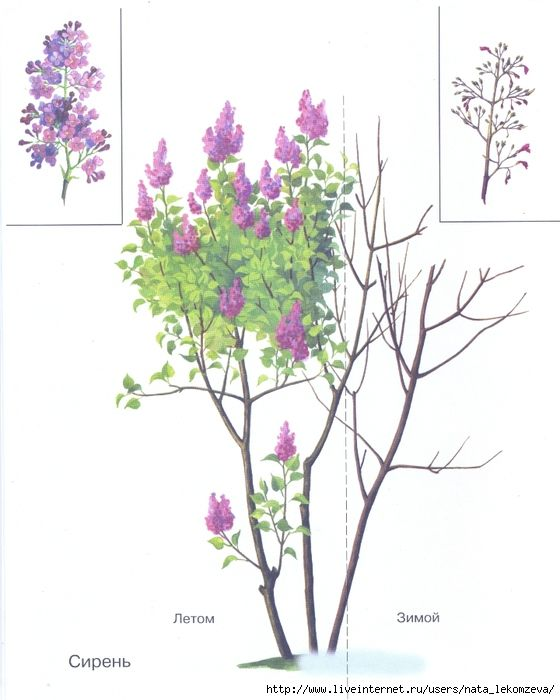 Летом
Зимой
Сирень
http://www.liveinternet.ru/users/nata_lekomzeva/